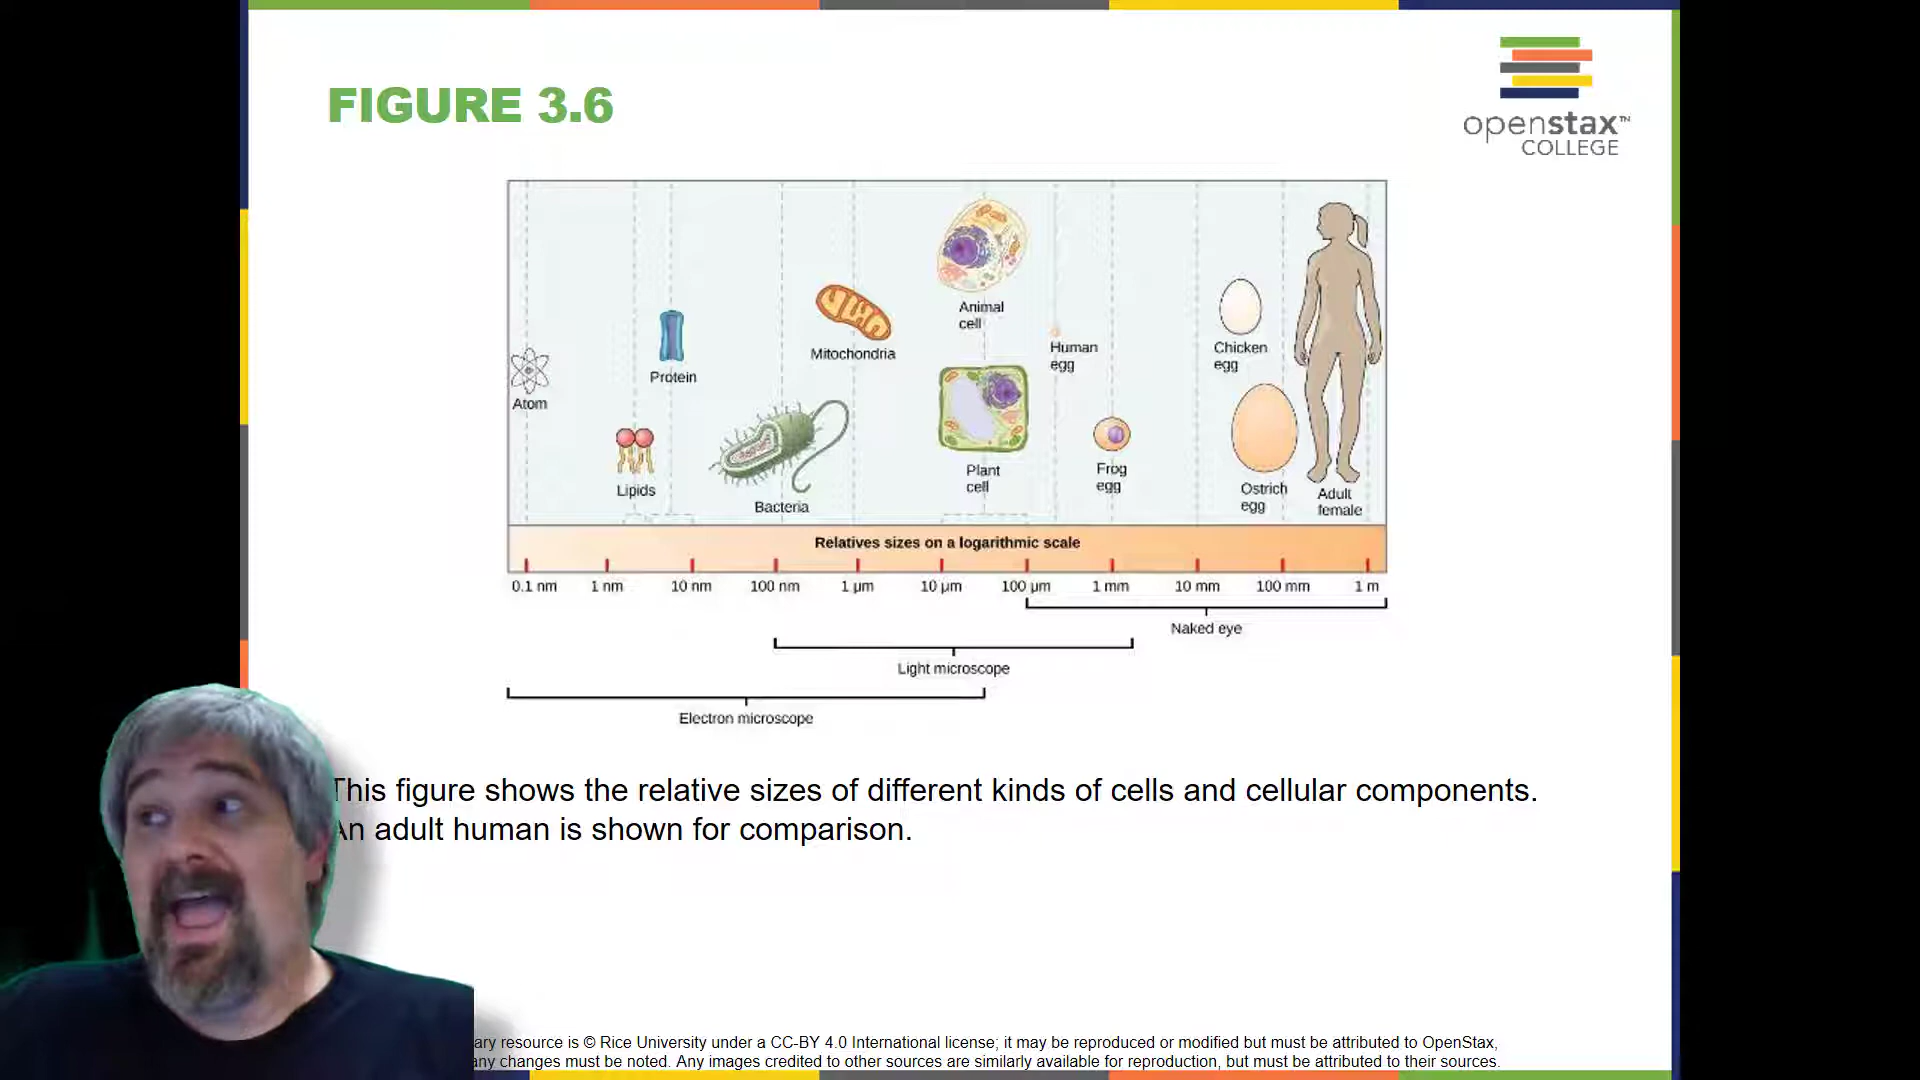 FIGURE 3.6
openstax™
COLLEGE
Animal
cell
Human
egg
Chicken
egg
Mitochondria
Protein
Atom
Plant
cell
Frog
egg
Ostrich
egg
Adult
female
Lipids
Bacteria
Relatives sizes on a logarithmic scale
0.1 nm 1 nm 10 nm 100 nm 1 µm 10 µm 100 µm 1 mm 10 mm 100 mm 1 m
Naked eye
Light microscope
Electron microscope
This figure shows the relative sizes of different kinds of cells and cellular components.
An adult human is shown for comparison.
resource is © Rice University under a CC-BY 4.0 International license; it may be reproduced or modified but must be attributed to OpenStax,
any changes must be noted. Any images credited to other sources are similarly available for reproduction, but must be attributed to their sources.